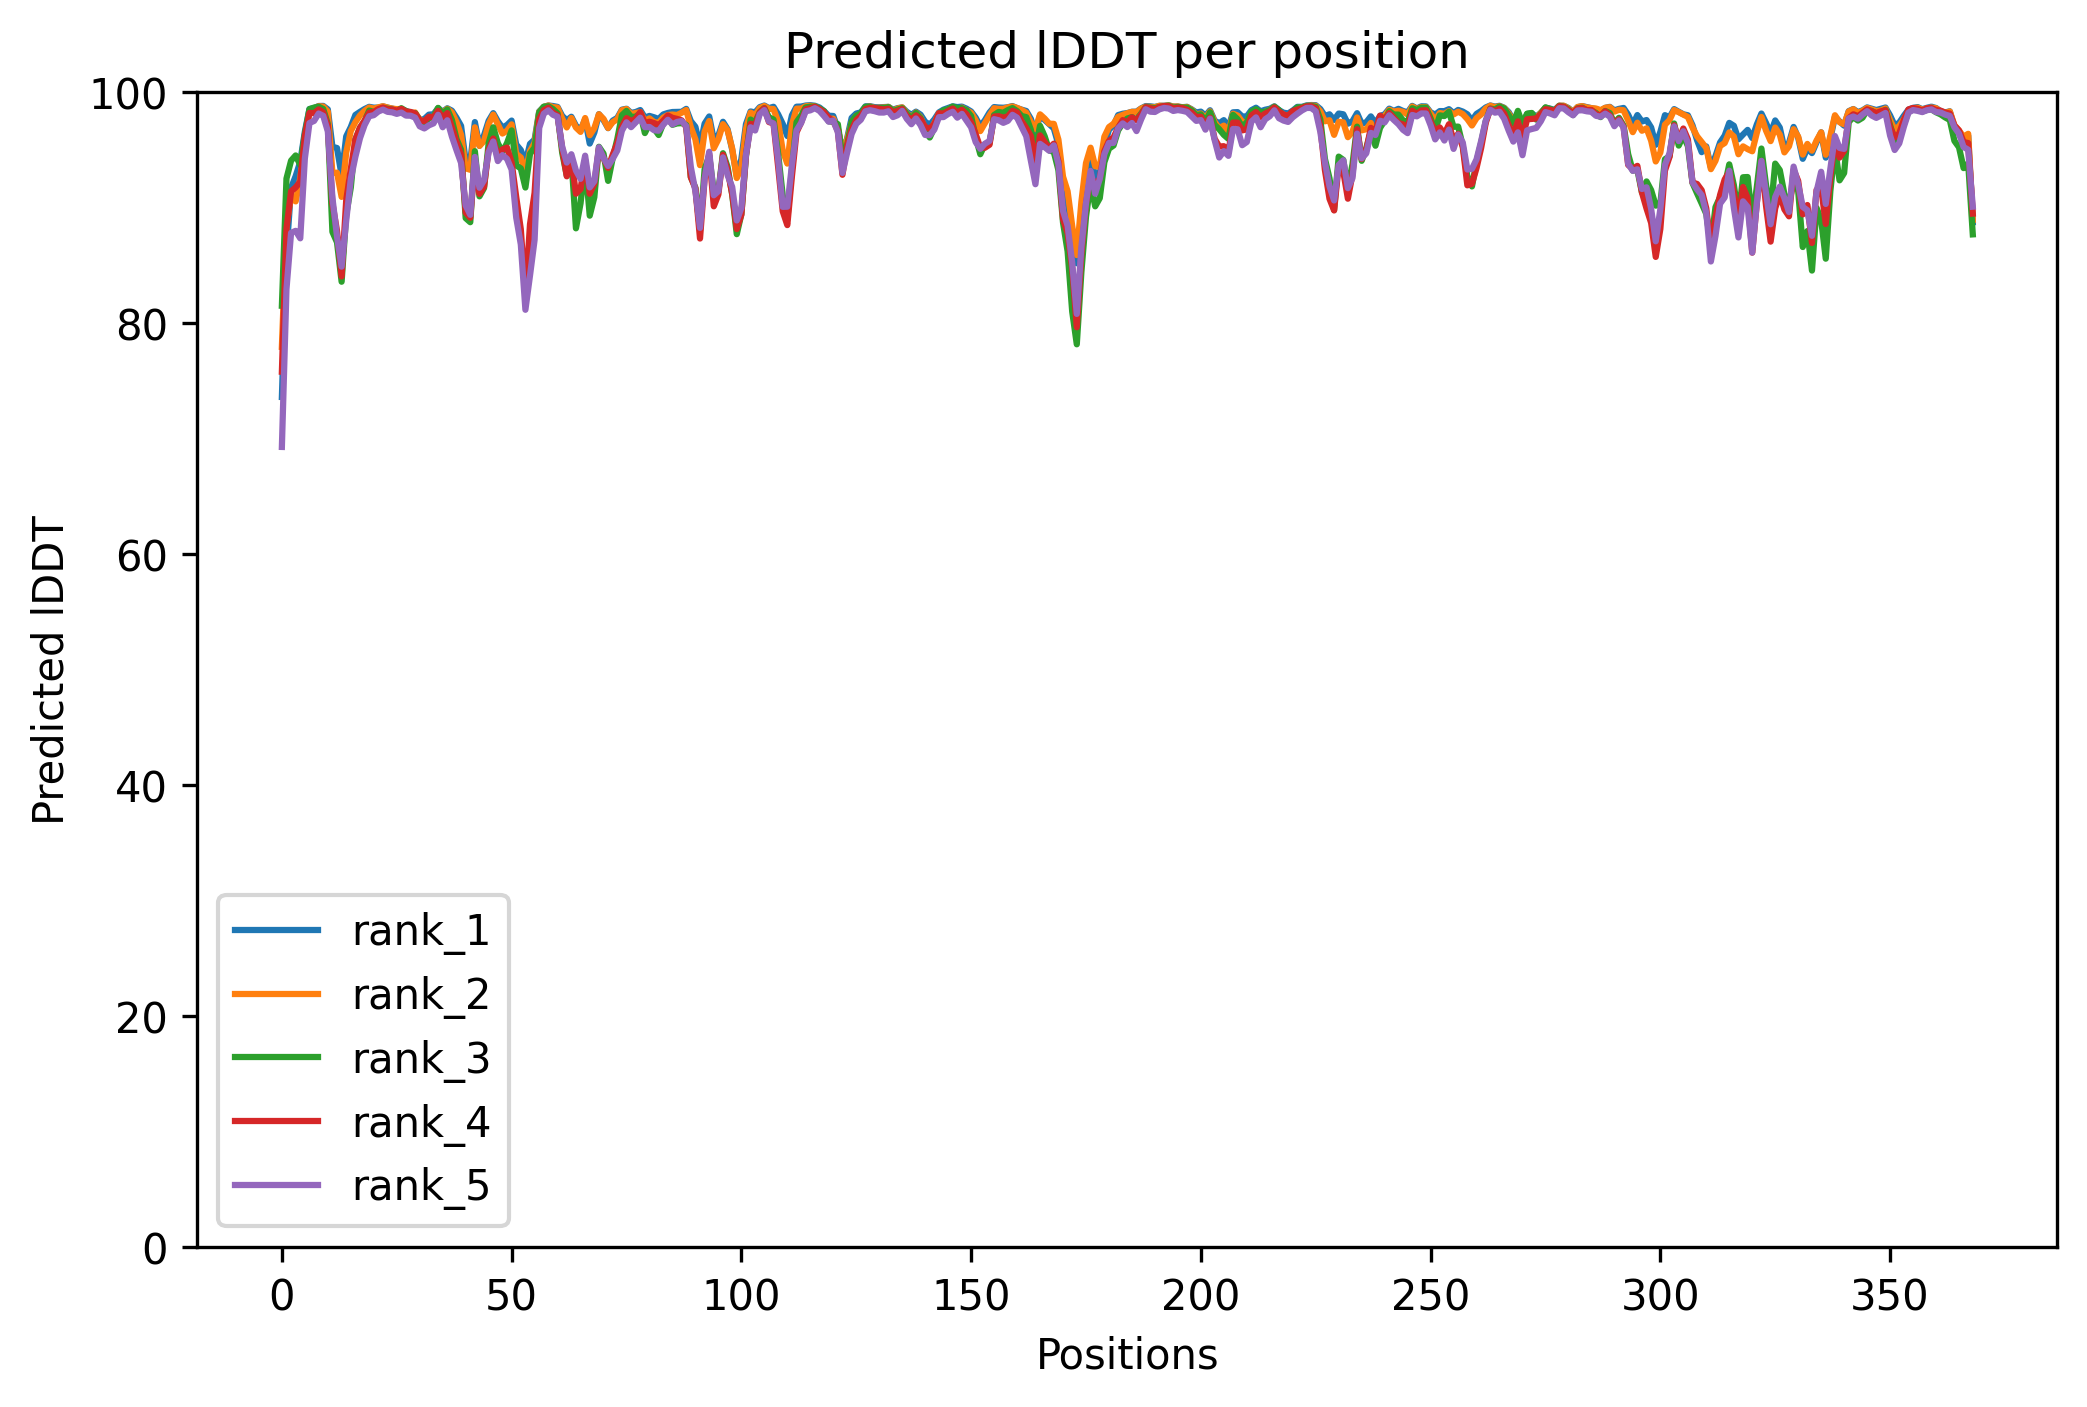 Predicted lDDT per position
100
80
60
40
20
0
Predicted lDDT
rank_1
rank_2
rank_3
rank_4
rank_5
0 50 100 150 200 250 300 350
Positions